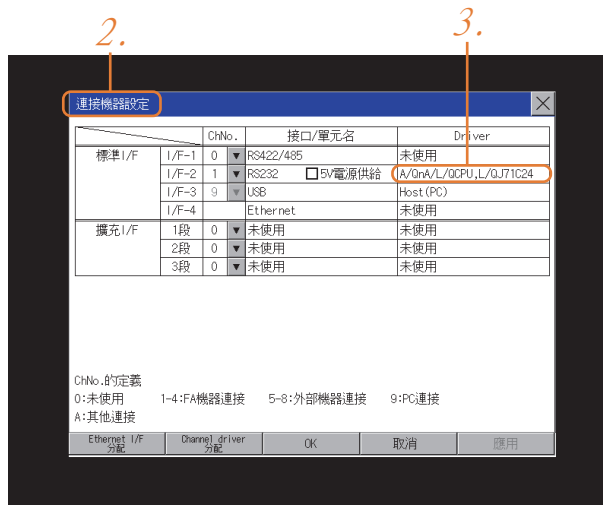 2.
3.
連接機器設定
ChNo. 接口/單元名 Driver
標準I/F I/F-1 0 RS422/485 未使用
I/F-2 1 RS232 5V電源供給 A/QnA/L/QCPU,L/QJ71C24
I/F-3 9 USB Host(PC)
I/F-4 Ethernet 未使用
擴充I/F 1段 0 未使用 未使用
2段 0 未使用 未使用
3段 0 未使用 未使用
ChNo.的定義
0:未使用 1-4:FA機器連接 5-8:外部機器連接 9:PC連接
A:其他連接
Ethernet I/F Channel driver OK 取消 應用
分配 分配